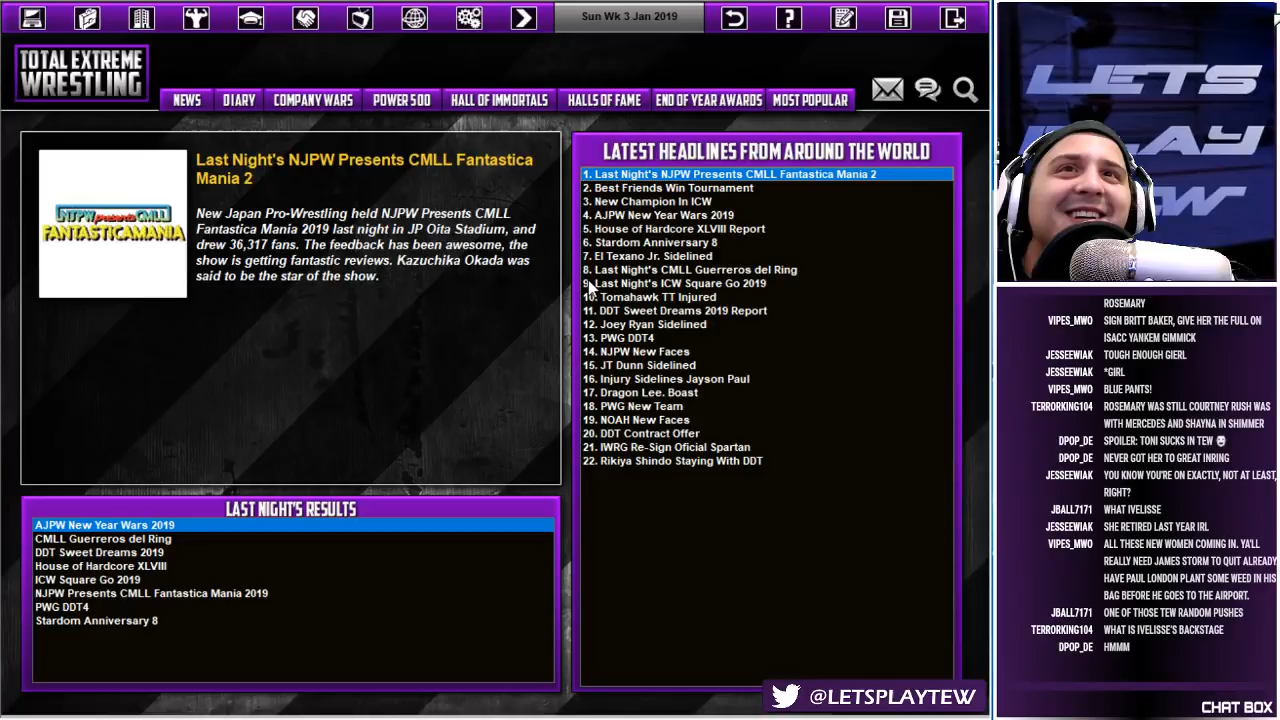 Sun Wk 3 Jan 2019
TOTAL EXTREME
WRESTLING
NEWS
DIARY
COMPANY WARS
POWER 500
HALL OF IMMORTALS
HALLS OF FAME
END OF YEAR AWARDS
MOST POPULAR
NJPW presents CMLL
FANTASTICAMANIA
Last Night's NJPW Presents CMLL Fantastica
Mania 2
New Japan Pro-Wrestling held NJPW Presents CMLL
Fantastica Mania 2019 last night in JP Oita Stadium, and
drew 36,317 fans. The feedback has been awesome, the
show is getting fantastic reviews. Kazuchika Okada was
said to be the star of the show.
LATEST HEADLINES FROM AROUND THE WORLD
1. Last Night's NJPW Presents CMLL Fantastica Mania 2
2. Best Friends Win Tournament
3. New Champion In ICW
4. AJPW New Year Wars 2019
5. House of Hardcore XLVIII Report
6. Stardom Anniversary 8
7. El Texano Jr. Sidelined
8. Last Night's CMLL Guerreros del Ring
9. Last Night's ICW Square Go 2019
10. Tomahawk TT Injured
11. DDT Sweet Dreams 2019 Report
12. Joey Ryan Sidelined
13. PWG DDT4
14. NJPW New Faces
15. JT Dunn Sidelined
16. Injury Sidelines Jayson Paul
17. Dragon Lee. Boast
18. PWG New Team
19. NOAH New Faces
20. DDT Contract Offer
21. IWRG Re-Sign Oficial Spartan
22. Rikiya Shindo Staying With DDT
LAST NIGHT'S RESULTS
AJPW New Year Wars 2019
CMLL Guerreros del Ring
DDT Sweet Dreams 2019
House of Hardcore XLVIII
ICW Square Go 2019
NJPW Presents CMLL Fantastica Mania 2019
PWG DDT4
Stardom Anniversary 8
@LETSPLAYTEW
LETS
PLAY
TEW
ROSEMARY
VIPES_MWO SIGN BRITT BAKER, GIVE HER THE FULL ON
ISACC YANKEM GIMMICK
JESSEEWIAK TOUGH ENOUGH GIERL
JESSEEWIAK *GIRL
VIPES_MWO BLUE PANTS!
TERRORKING104 ROSEMARY WAS STILL COURTNEY RUSH WAS
WITH MERCEDES AND SHAYNA IN SHIMMER
DPOP_DE SPOILER: TONI SUCKS IN TEW
DPOP_DE NEVER GOT HER TO GREAT INRING
JESSEEWIAK YOU KNOW YOU'RE ON EXACTLY, NOT AT LEAST,
RIGHT?
JBALL7171 WHAT IVELISSE
JESSEEWIAK SHE RETIRED LAST YEAR IRL
VIPES_MWO ALL THESE NEW WOMEN COMING IN. YA'LL
REALLY NEED JAMES STORM TO QUIT ALREADY
HAVE PAUL LONDON PLANT SOME WEED IN HIS
BAG BEFORE HE GOES TO THE AIRPORT.
JBALL7171 ONE OF THOSE TEW RANDOM PUSHES
TERRORKING104 WHAT IS IVELISSE'S BACKSTAGE
DPOP_DE HMMM
CHAT BOX